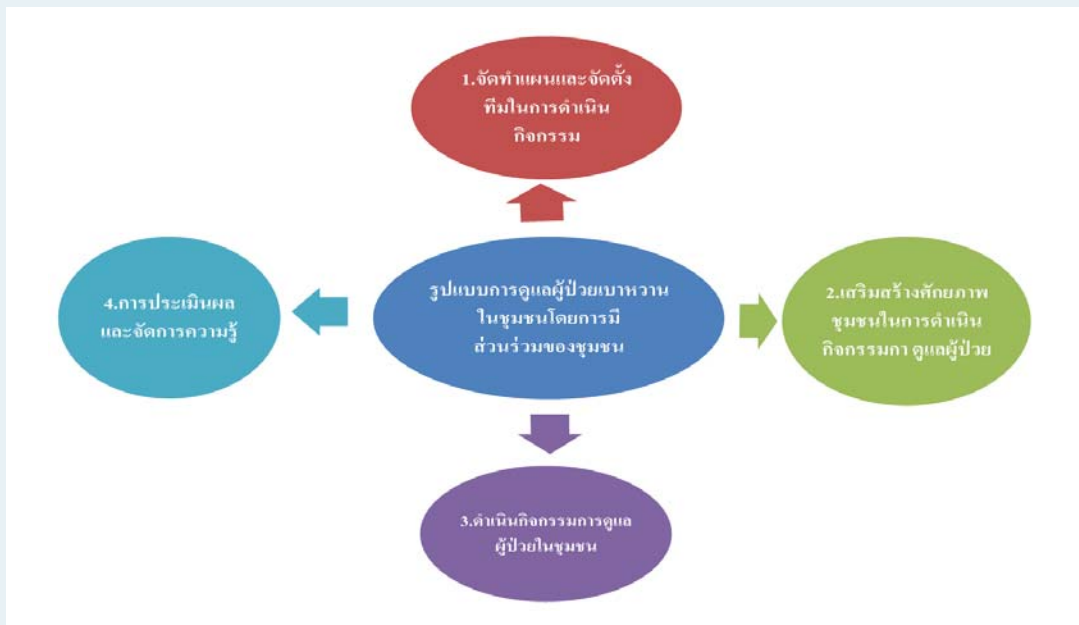 1.จัดทำแผนและจัดตั้ง
ทีมในการดำเนิน
กิจกรรม
รูปแบบการดูแลผู้ป่วยเบาหวาน
ในชุมชนโดยการมี
ส่วนร่วมของชุมชน
2.เสริมสร้างศักยภาพ
ชุมชนในการดำเนิน
กิจกรรมกา ดูแลผู้ป่วย
3.ดำเนินกิจกรรมการดูแล
ผู้ป่วยในชุมชน
4.การประเมินผล
และจัดการความรู้